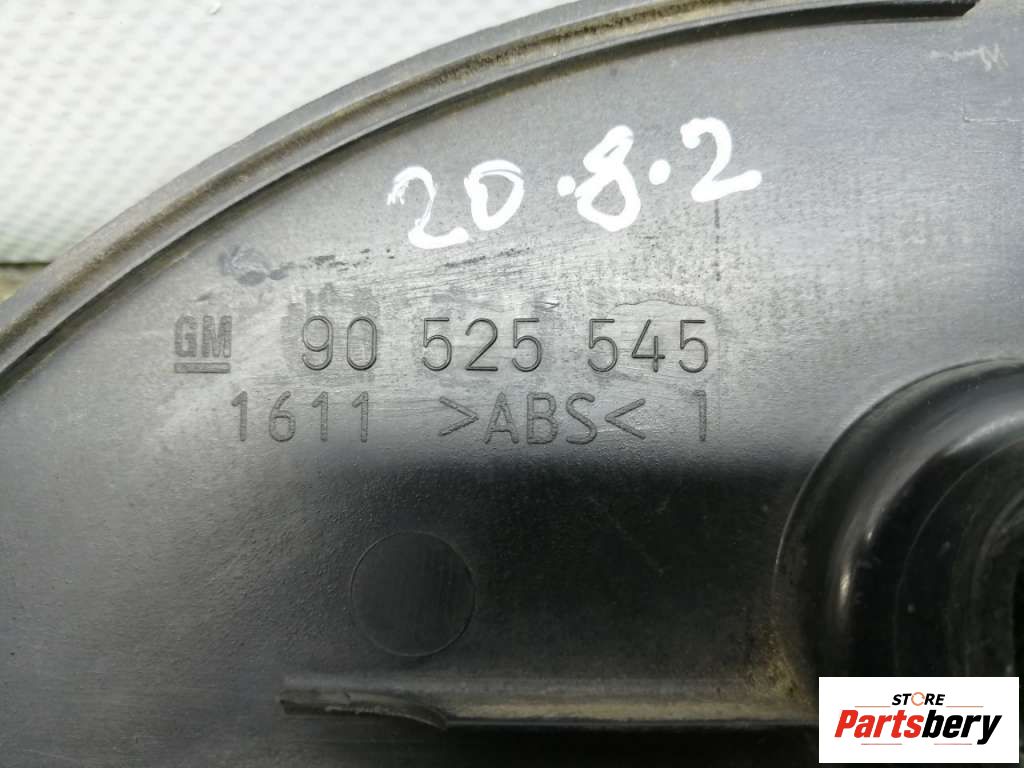 20.8.2
GM 90 525 545
1611 >ABS< 1
STORE
Partsbery